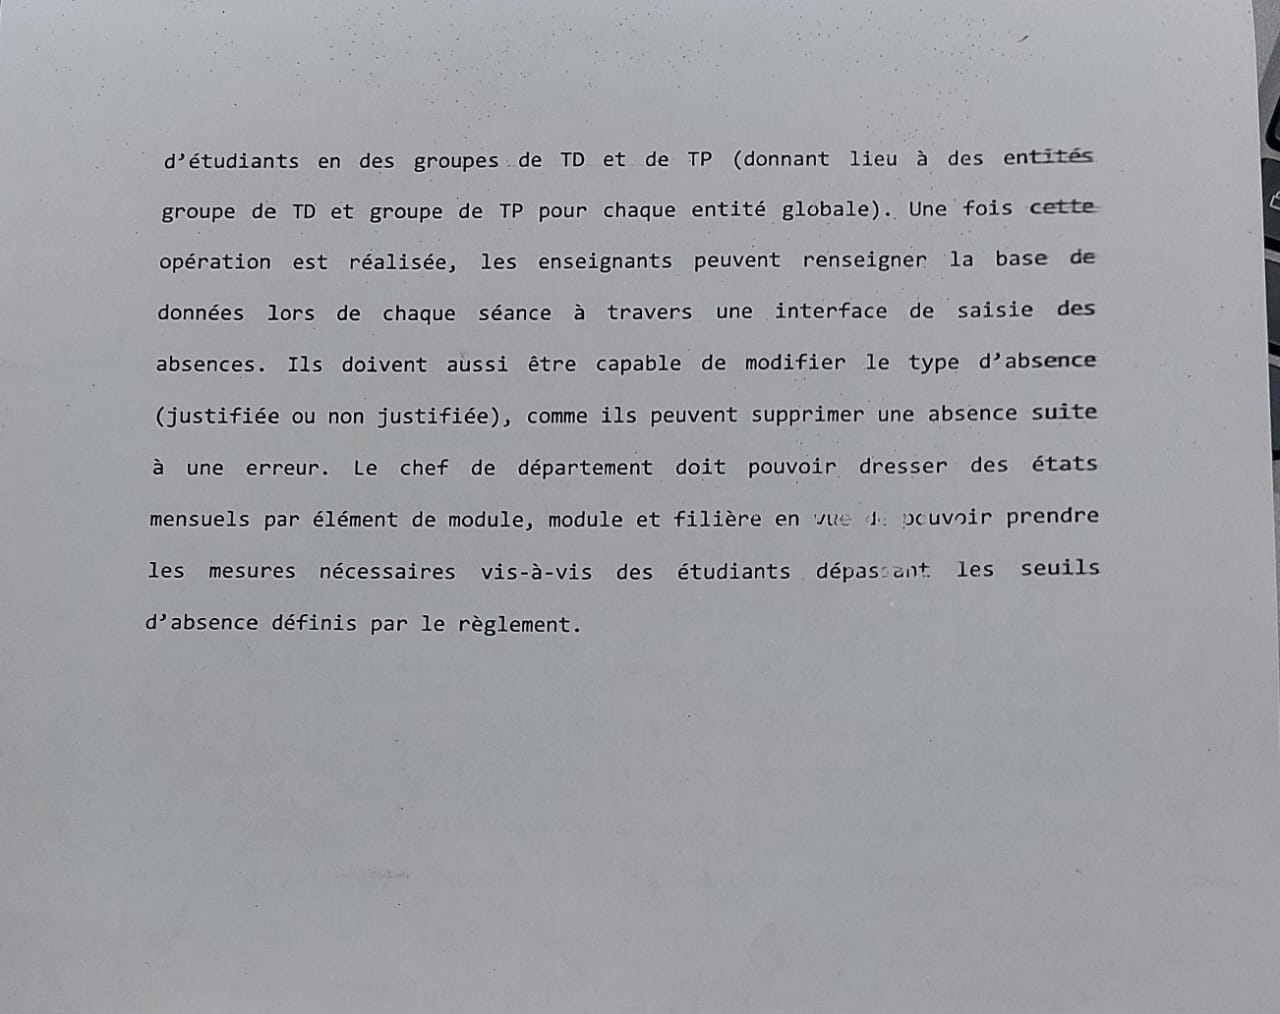 d’étudiants en des groupes de TD et de TP (donnant lieu à des entités
groupe de TD et groupe de TP pour chaque entité globale). Une fois cette
opération est réalisée, les enseignants peuvent renseigner la base de
données lors de chaque séance à travers une interface de saisie des
absences. Ils doivent aussi être capable de modifier le type d’absence
(justifiée ou non justifiée), comme ils peuvent supprimer une absence suite
à une erreur. Le chef de département doit pouvoir dresser des états
mensuels par élément de module, module et filière en vue de pouvoir prendre
les mesures nécessaires vis-à-vis des étudiants dépassant les seuils
d’absence définis par le règlement.